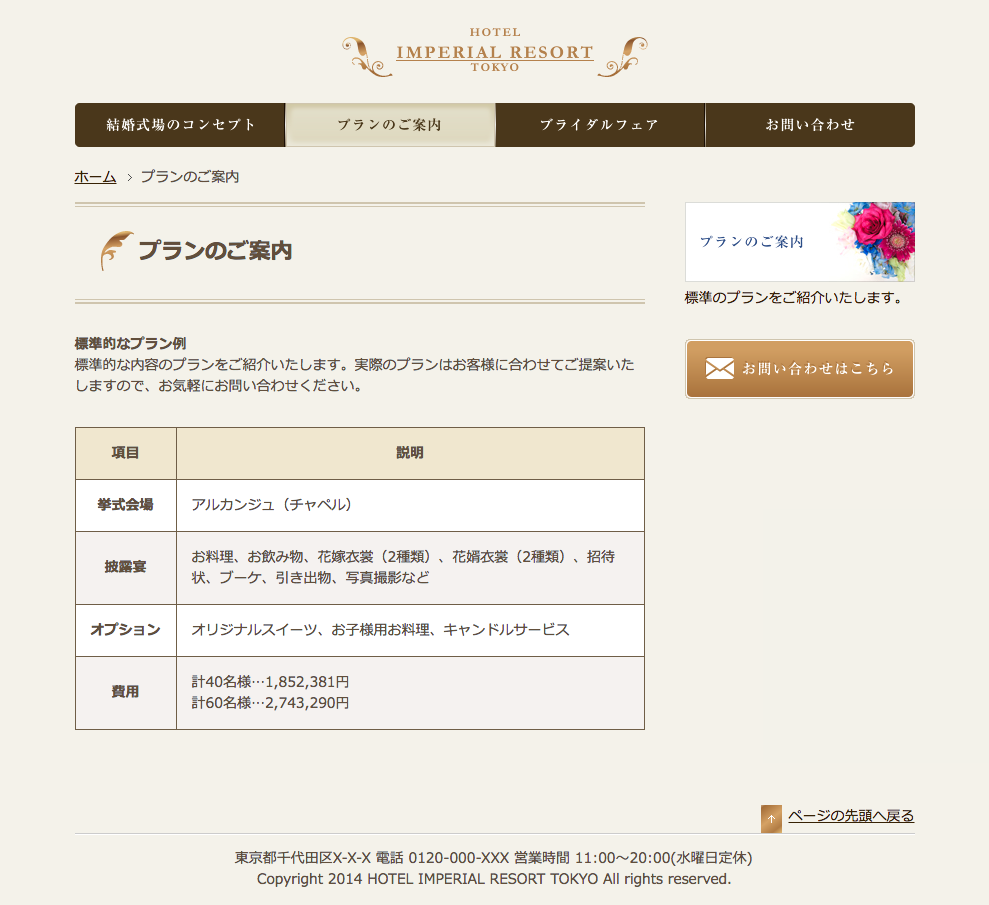 HOTEL
IMPERIAL RESORT
TOKYO
結婚式場のコンセプト
プランのご案内
ブライダルフェア
お問い合わせ
ホーム
プランのご案内
プランのご案内
標準的なプラン例
標準的な内容のプランをご紹介いたします。実際のプランはお客様に合わせてご提案いた
しますので、お気軽にお問い合わせください。
項目
説明
挙式会場
アルカンジュ（チャペル）
披露宴
お料理、お飲み物、花嫁衣裳（2種類）、花婿衣裳（2種類）、招待
状、ブーケ、引き出物、写真撮影など
オプション
オリジナルスイーツ、お子様用お料理、キャンドルサービス
費用
計40名様…1,852,381円
計60名様…2,743,290円
プランのご案内
標準のプランをご紹介いたします。
お問い合わせはこちら
ページの先頭へ戻る
東京都千代田区X-X-X 電話 0120-000-XXX 営業時間 11:00〜20:00(水曜日定休)
Copyright 2014 HOTEL IMPERIAL RESORT TOKYO All rights reserved.